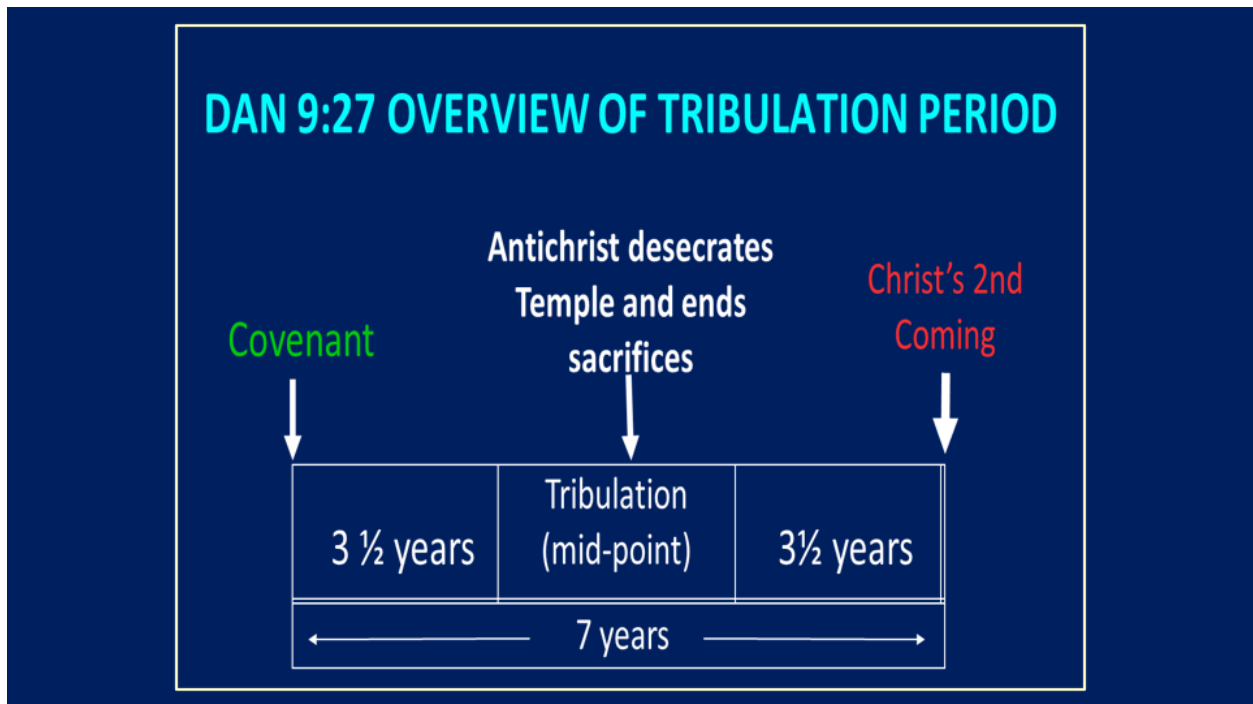 DAN 9:27 OVERVIEW OF TRIBULATION PERIOD
Antichrist desecrates
Temple and ends
sacrifices
Christ’s 2nd
Coming
Covenant
Tribulation
(mid-point)
3 ½ years
3½ years
7 years